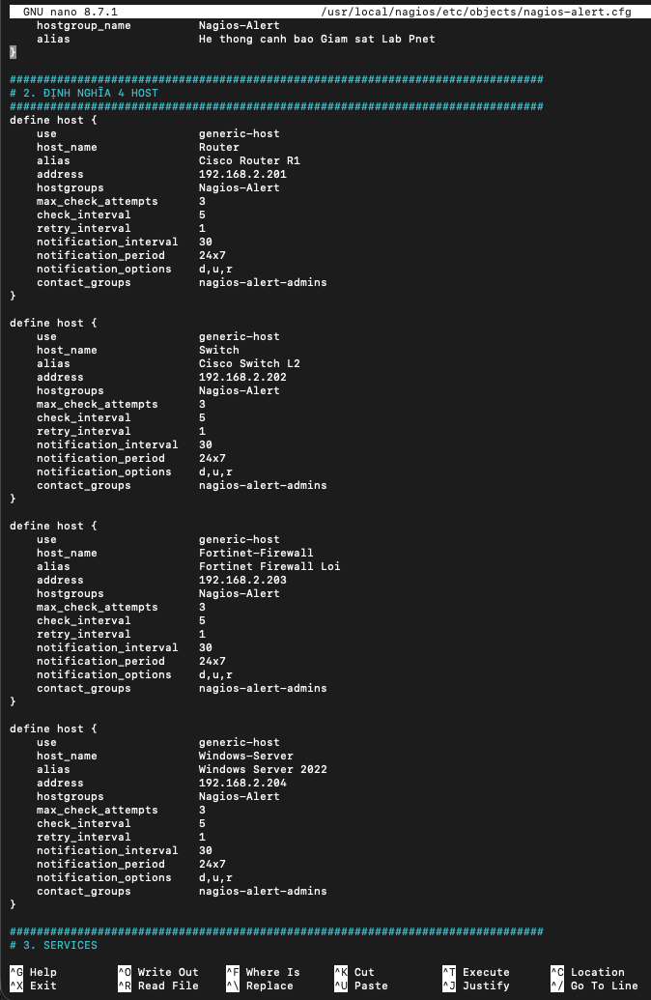 GNU nano 8.7.1 /usr/local/nagios/etc/objects/nagios-alert.cfg
hostgroup_name Nagios-Alert
alias He thong canh bao Giam sat Lab Pnet
}
###############################################################################
# 2. ĐỊNH NGHĨA 4 HOST
###############################################################################
define host {
use generic-host
host_name Router
alias Cisco Router R1
address 192.168.2.201
hostgroups Nagios-Alert
max_check_attempts 3
check_interval 5
retry_interval 1
notification_interval 30
notification_period 24x7
notification_options d,u,r
contact_groups nagios-alert-admins
}
define host {
use generic-host
host_name Switch
alias Cisco Switch L2
address 192.168.2.202
hostgroups Nagios-Alert
max_check_attempts 3
check_interval 5
retry_interval 1
notification_interval 30
notification_period 24x7
notification_options d,u,r
contact_groups nagios-alert-admins
}
define host {
use generic-host
host_name Fortinet-Firewall
alias Fortinet Firewall Loi
address 192.168.2.203
hostgroups Nagios-Alert
max_check_attempts 3
check_interval 5
retry_interval 1
notification_interval 30
notification_period 24x7
notification_options d,u,r
contact_groups nagios-alert-admins
}
define host {
use generic-host
host_name Windows-Server
alias Windows Server 2022
address 192.168.2.204
hostgroups Nagios-Alert
max_check_attempts 3
check_interval 5
retry_interval 1
notification_interval 30
notification_period 24x7
notification_options d,u,r
contact_groups nagios-alert-admins
}
###############################################################################
# 3. SERVICES
^G Help ^O Write Out ^F Where Is ^K Cut ^T Execute ^C Location
^X Exit ^R Read File ^\ Replace ^U Paste ^J Justify ^/ Go To Line